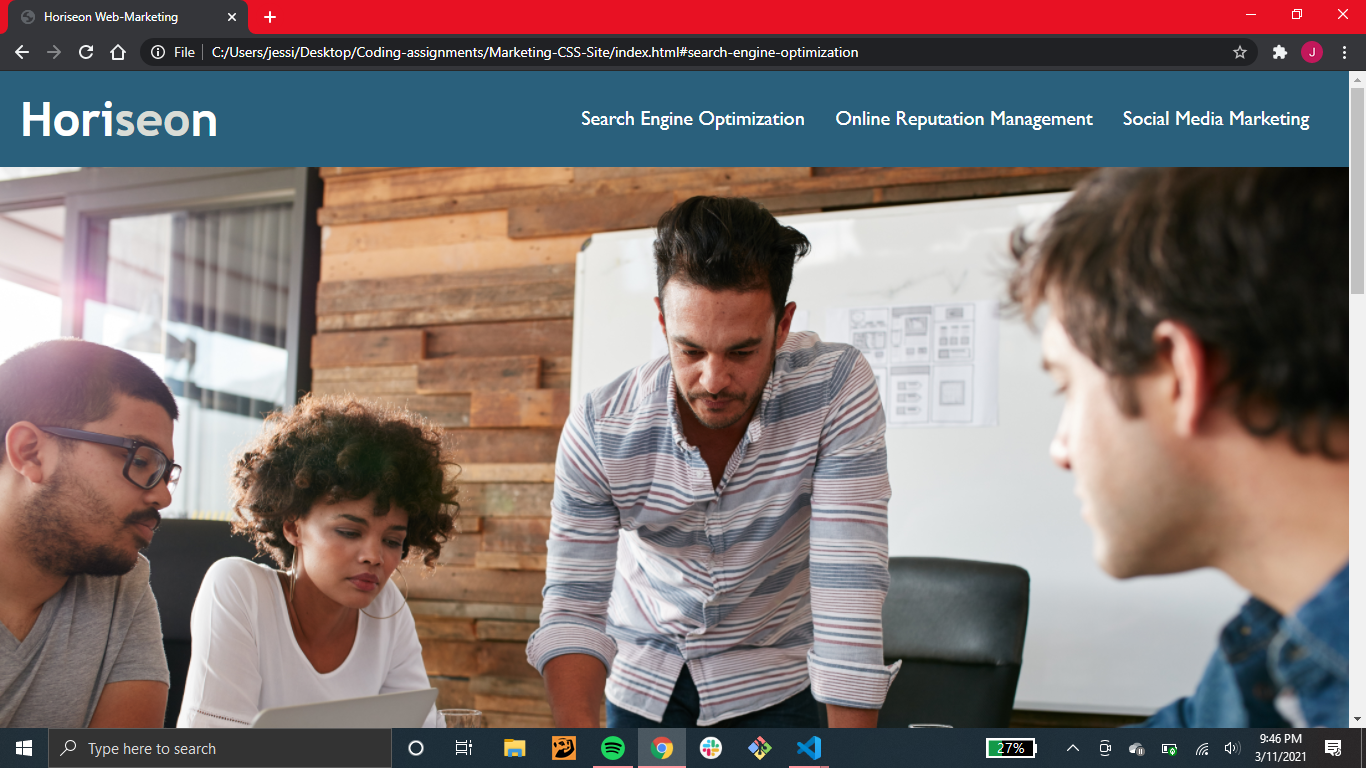 Horiseon Web-Marketing
File C:/Users/jessi/Desktop/Coding-assignments/Marketing-CSS-Site/index.html#search-engine-optimization
J
Horiseon Search Engine Optimization Online Reputation Management Social Media Marketing
Type here to search
27%
9:46 PM
3/11/2021